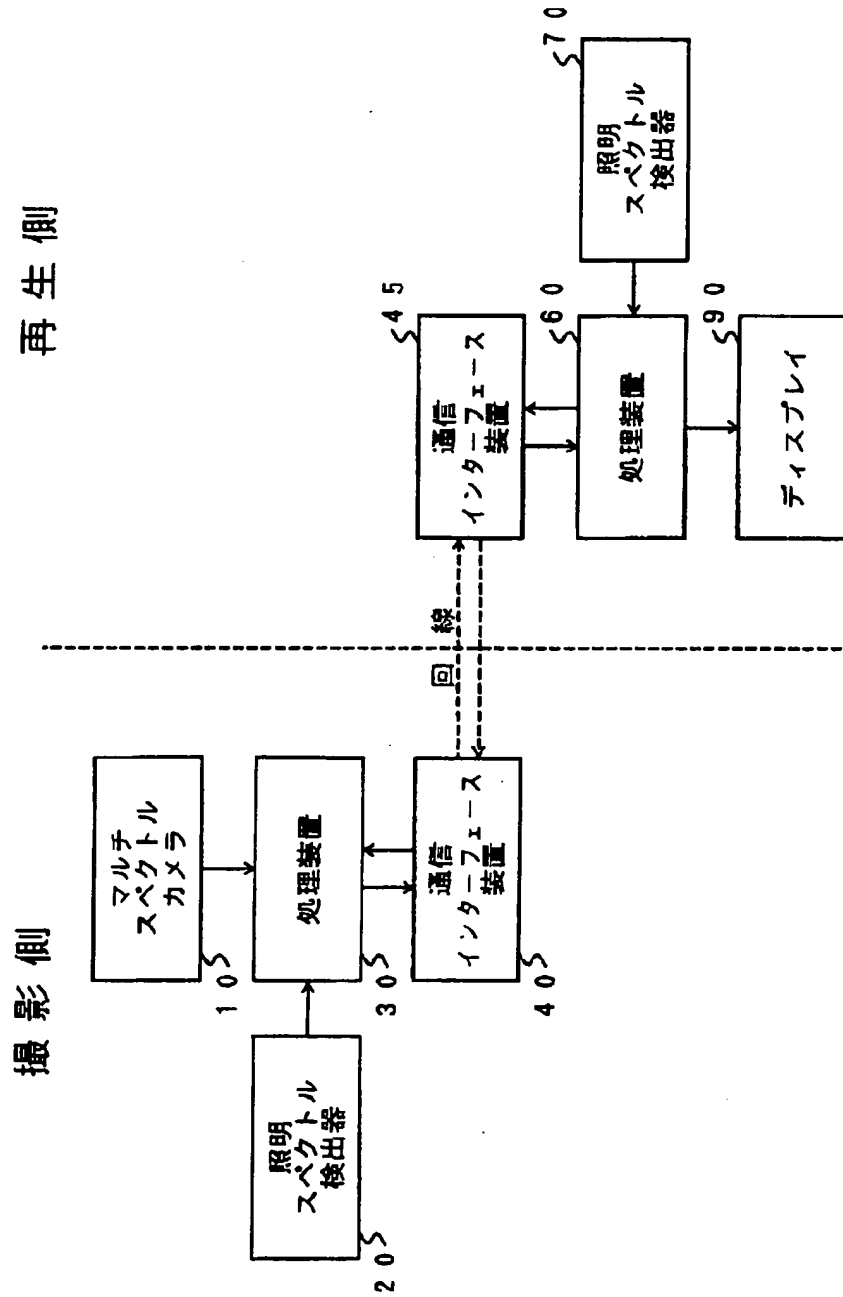 撮影側
再生側
マルチ
スペクトル
カメラ
10
照明
スペクトル
検出器
20
処理装置
30
通信
インターフェース
装置
40
回線
通信
インターフェース
装置
45
処理装置
60
照明
スペクトル
検出器
70
ディスプレイ
90